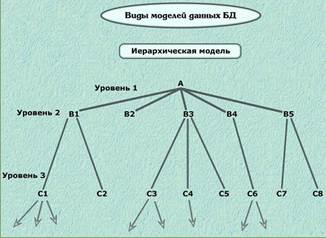 Виды моделей данных БД
Иерархическая модель
Уровень 1
A
Уровень 2
B1 B2 B3 B4 B5
Уровень 3
C1 C2 C3 C4 C5 C6 C7 C8